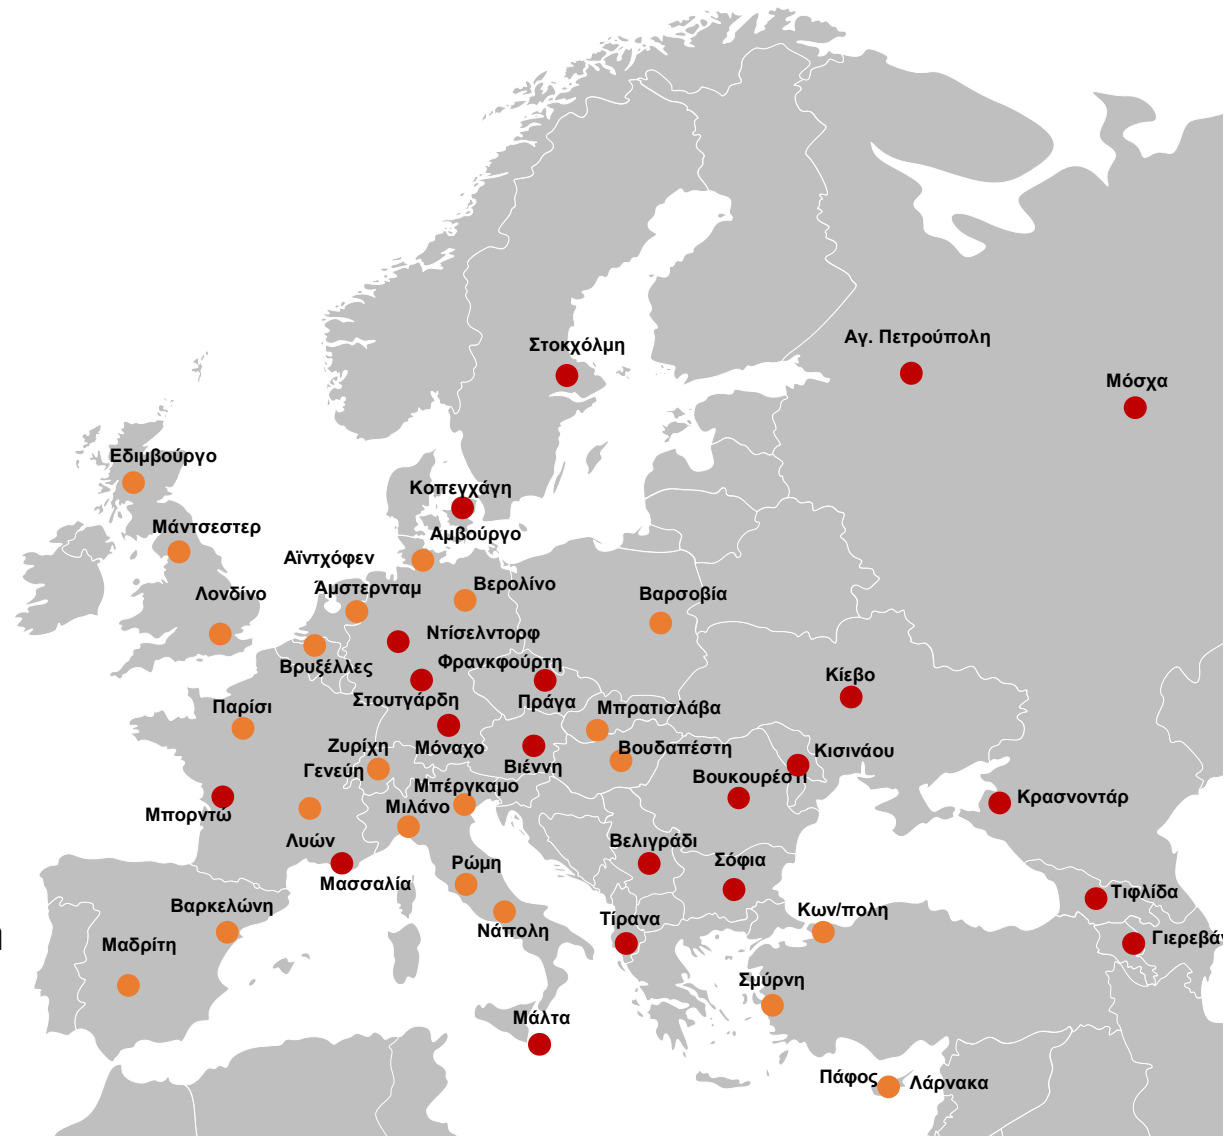 Στοκχόλμη
Αγ. Πετρούπολη
Μόσχα
Εδιμβούργο
Κοπεγχάγη
Μάντσεστερ
Αμβούργο
Αϊντχόφεν
Άμστερνταμ
Βερολίνο
Λονδίνο
Βαρσοβία
Ντίσελντορφ
Βρυξέλλες
Φρανκφούρτη
Κίεβο
Στουτγάρδη
Πράγα
Παρίσι
Μπρατισλάβα
Ζυρίχη
Μόναχο
Βουδαπέστη
Κισινάου
Γενεύη
Βιέννη
Βουκουρέστι
Μπέργκαμο
Κρασνοντάρ
Μπορντώ
Μιλάνο
Λυών
Βελιγράδι
Σόφια
Ρώμη
Μασσαλία
Τιφλίδα
Βαρκελώνη
Κων/πολη
Τίρανα
Νάπολη
Γιερεβάν
Μαδρίτη
Σμύρνη
Μάλτα
Πάφος
Λάρνακα